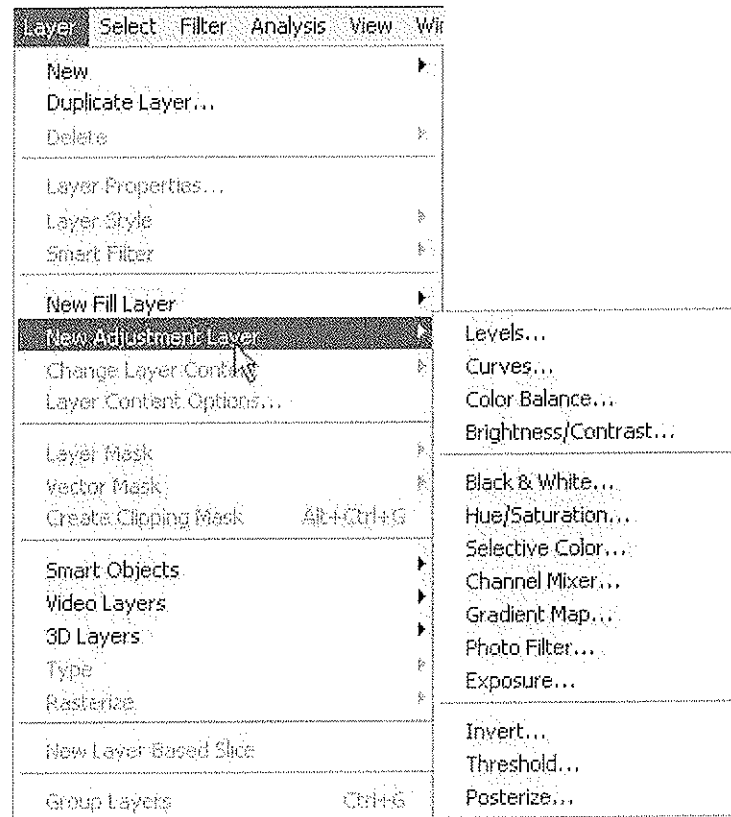 Layer Select Filter Analysis View Wi
New
Duplicate Layer...
Delete
Layer Properties...
Layer Style
Smart Filter
New Fill Layer
New Adjustment Layer
Change Layer Content
Layer Content Options...
Layer Mask
Vector Mask
Create Clipping Mask Alt+Ctrl+G
Smart Objects
Video Layers
3D Layers
Type
Rasterize
New Layer Based Slice
Group Layers Ctrl+G
Levels...
Curves...
Color Balance...
Brightness/Contrast...
Black & White...
Hue/Saturation...
Selective Color...
Channel Mixer...
Gradient Map...
Photo Filter...
Exposure...
Invert...
Threshold...
Posterize...